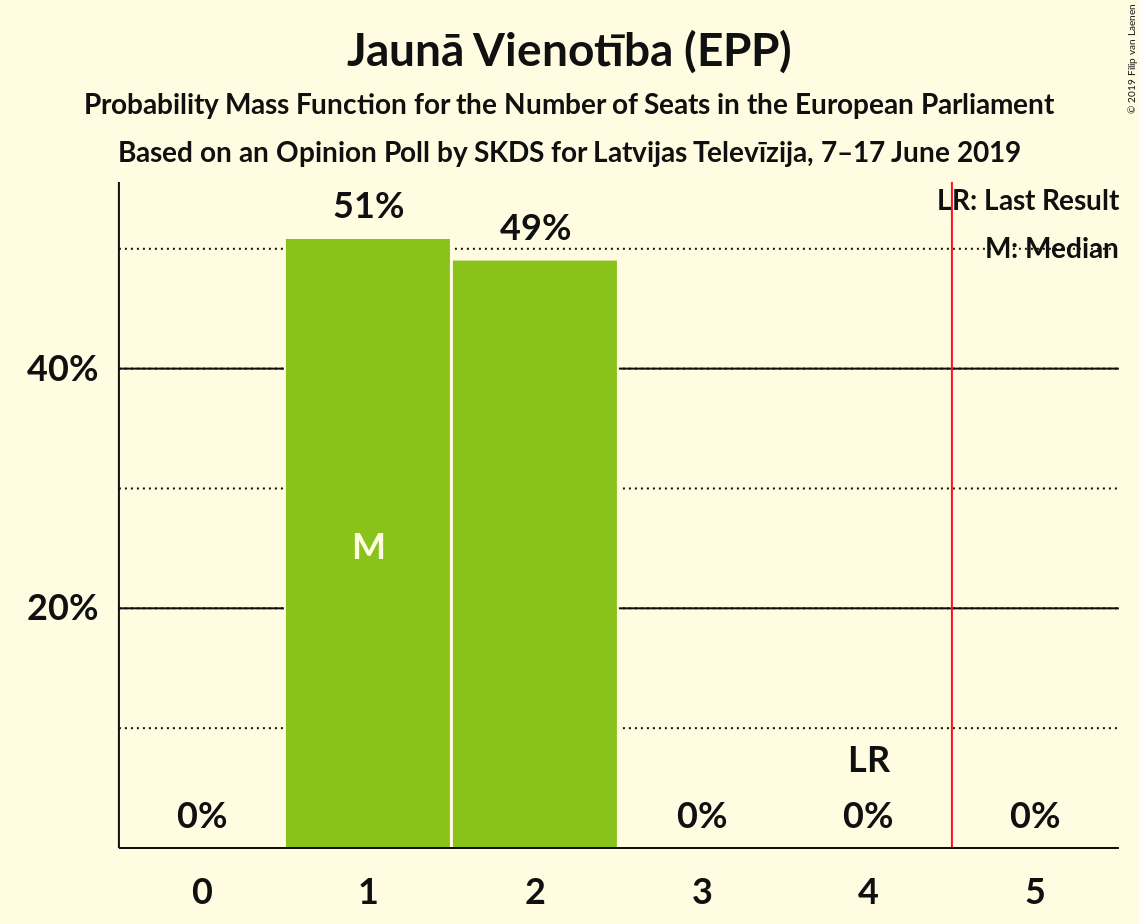 Jaunā Vienotība (EPP)
Probability Mass Function for the Number of Seats in the European Parliament
Based on an Opinion Poll by SKDS for Latvijas Televīzija, 7–17 June 2019
© 2019 Filip van Laenen
LR: Last Result
M: Median
51%
49%
40%
20%
M
LR
0%
0%
0%
0%
0
1
2
3
4
5